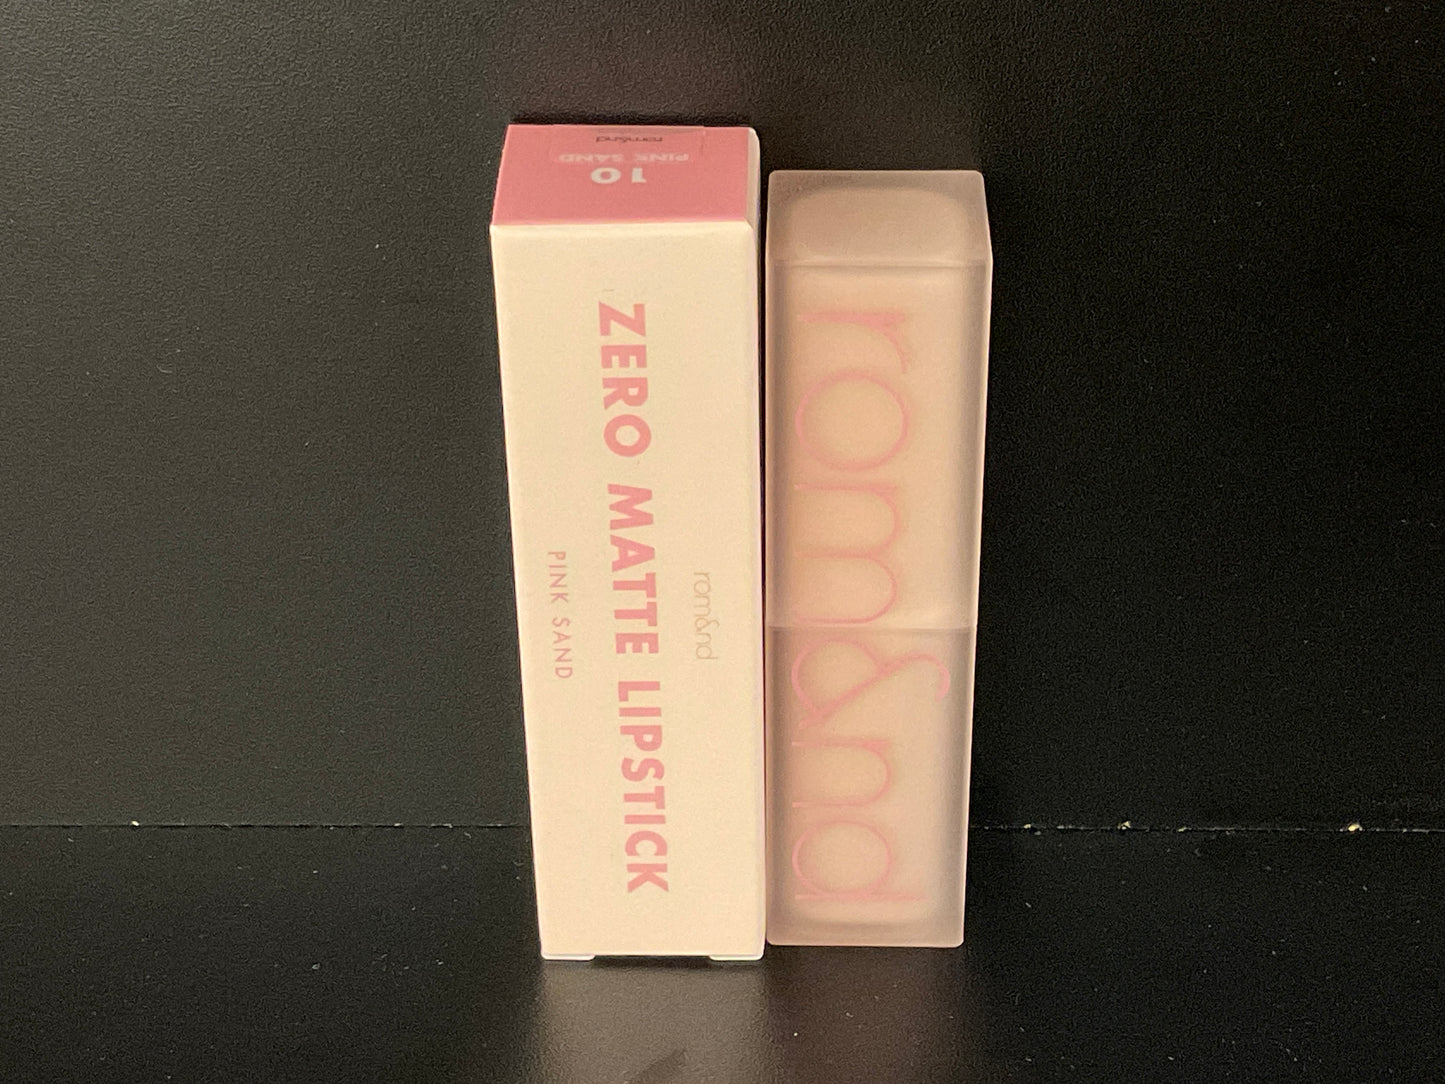 rom&nd
PINK SAND
10
rom&nd
ZERO MATTE LIPSTICK
PINK SAND
rom&nd